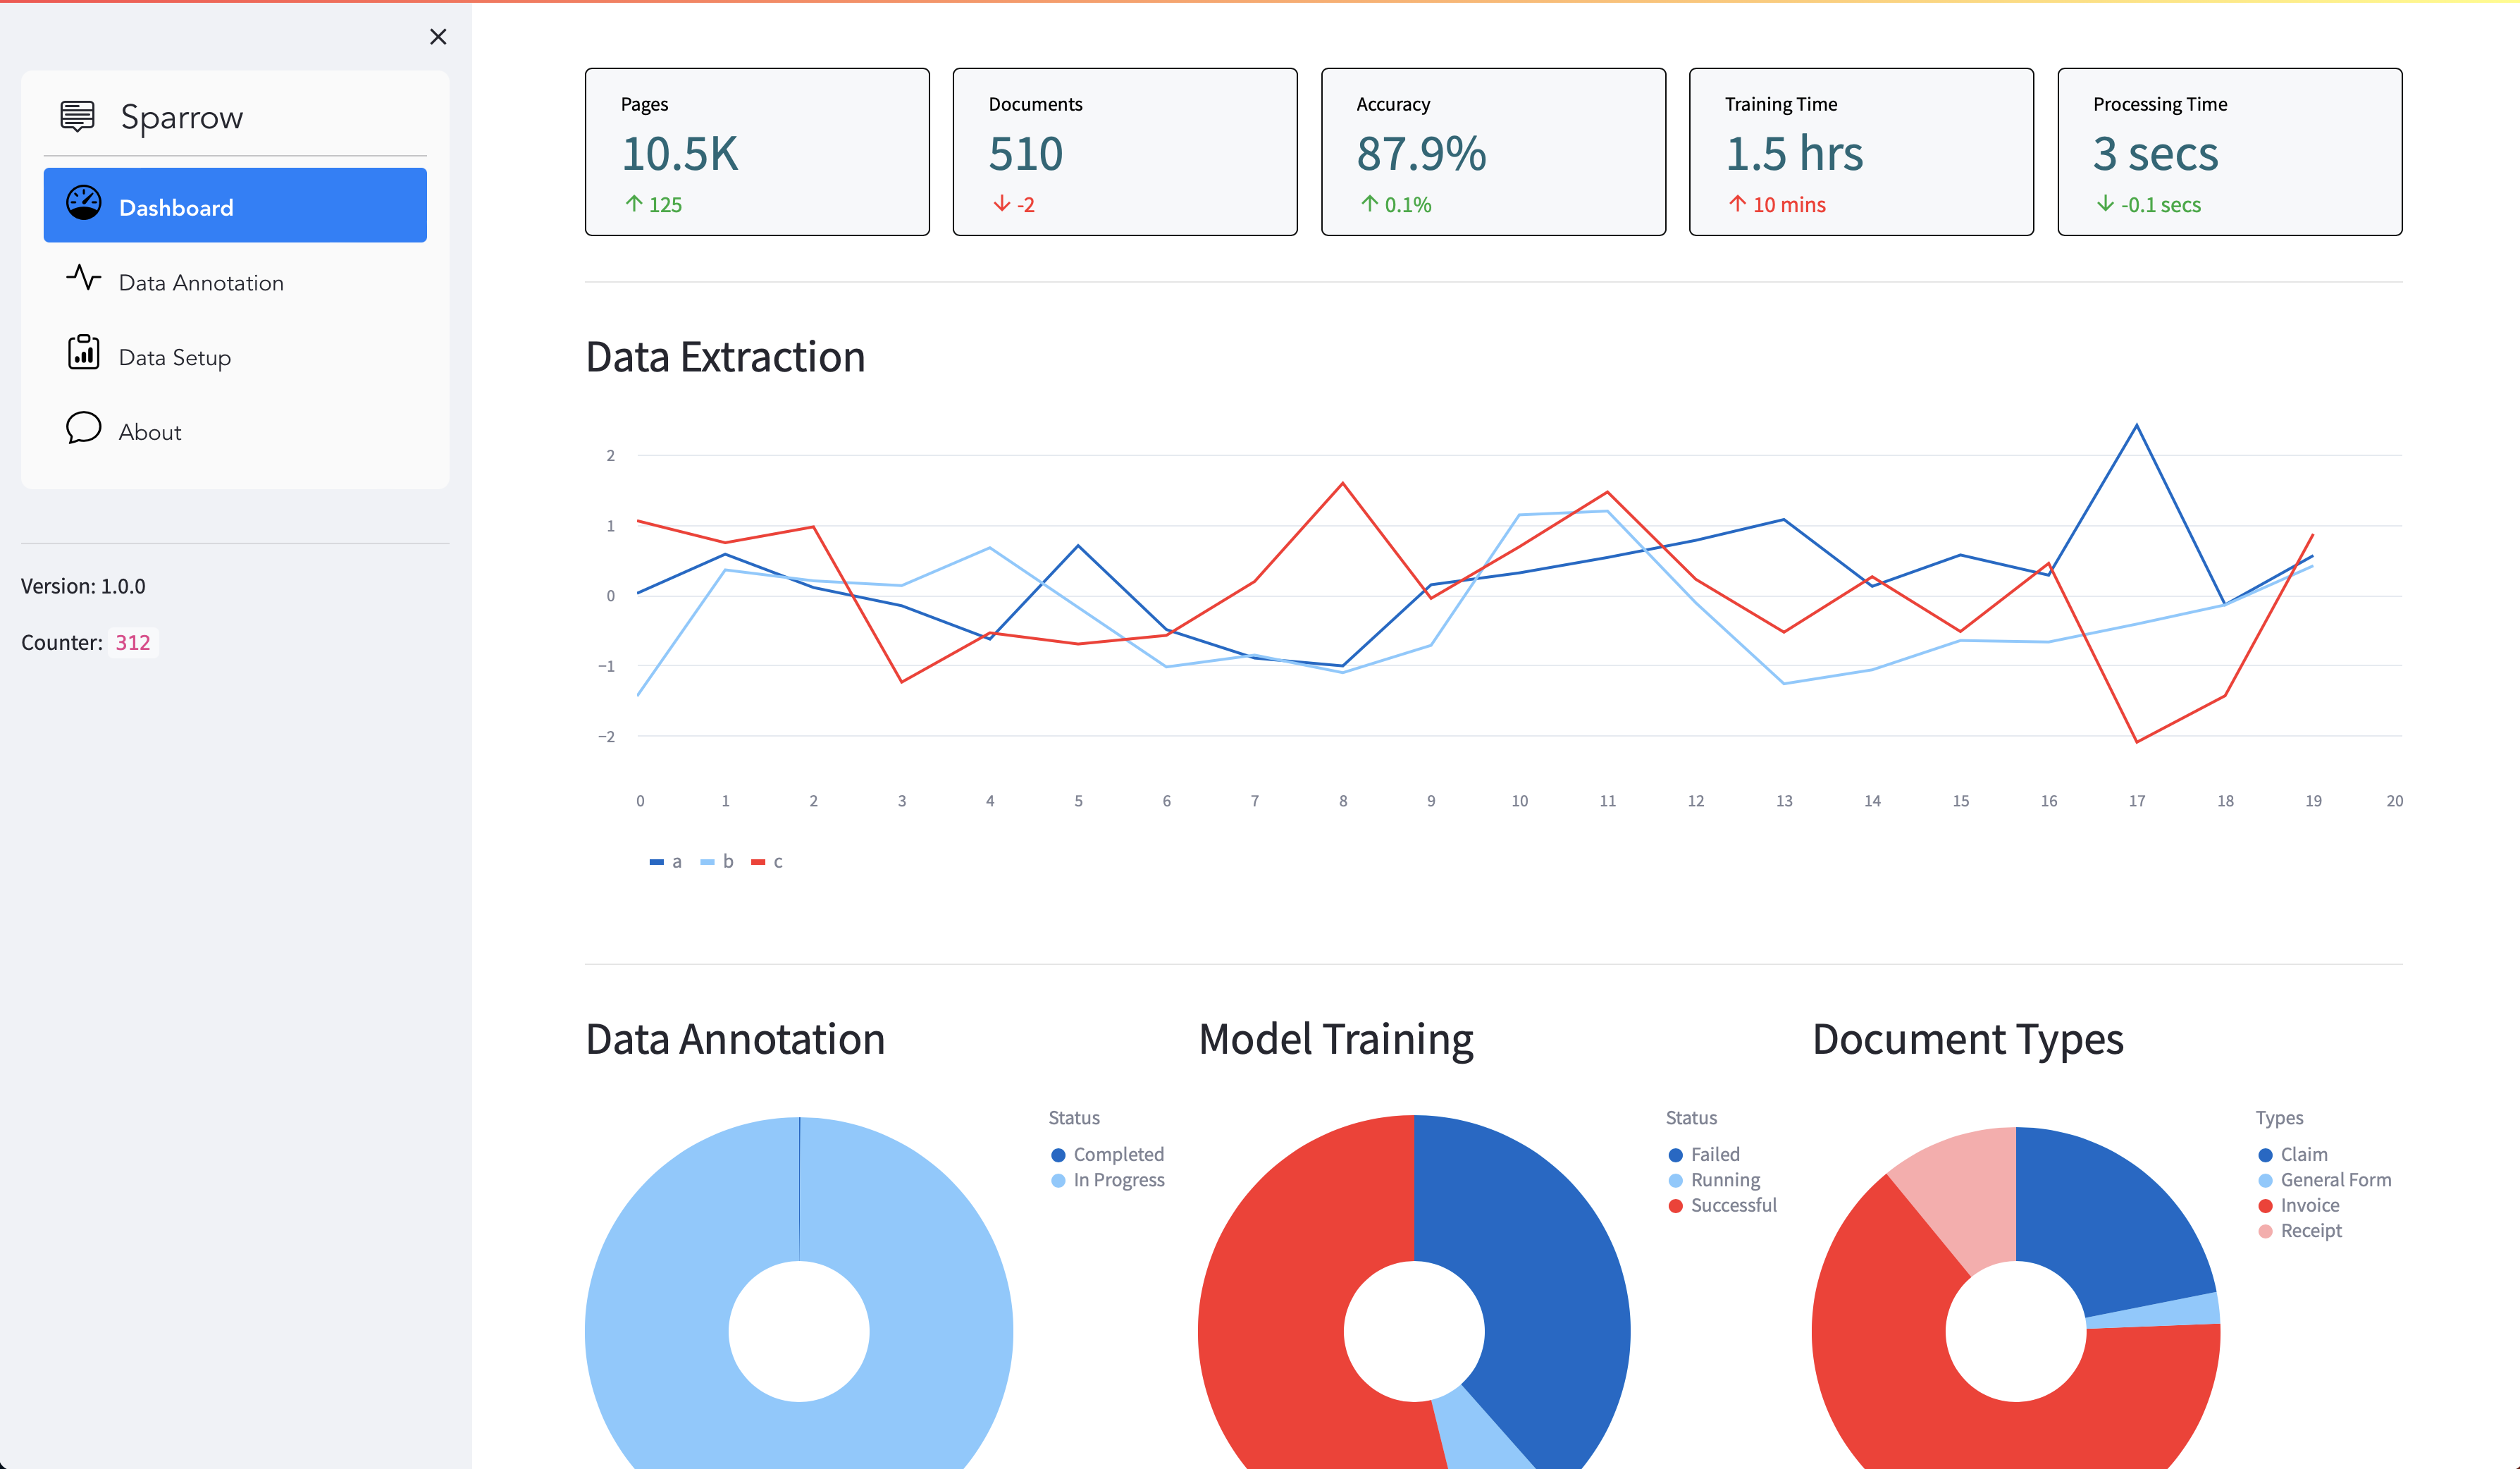 Sparrow
Dashboard
Data Annotation
Data Setup
About
Version: 1.0.0
Counter: 312
Pages
10.5K
125
Documents
510
-2
Accuracy
87.9%
0.1%
Training Time
1.5 hrs
10 mins
Processing Time
3 secs
-0.1 secs
Data Extraction
2
1
0
−1
−2
0 1 2 3 4 5 6 7 8 9 10 11 12 13 14 15 16 17 18 19 20
a b c
Data Annotation
Status
Completed
In Progress
Model Training
Status
Failed
Running
Successful
Document Types
Types
Claim
General Form
Invoice
Receipt